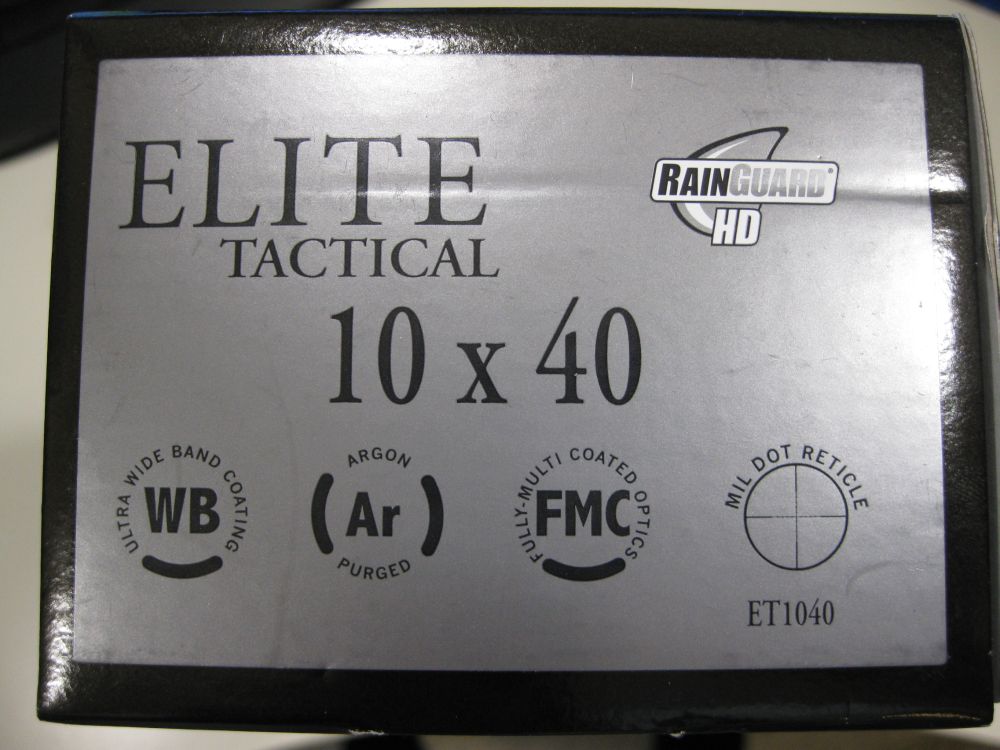 ELITE
TACTICAL
RAINGUARD®
HD
10 x 40
ULTRA WIDE BAND COATING
WB
ARGON
Ar
PURGED
FULLY-MULTI COATED OPTICS
FMC
MIL DOT RETICLE
ET1040